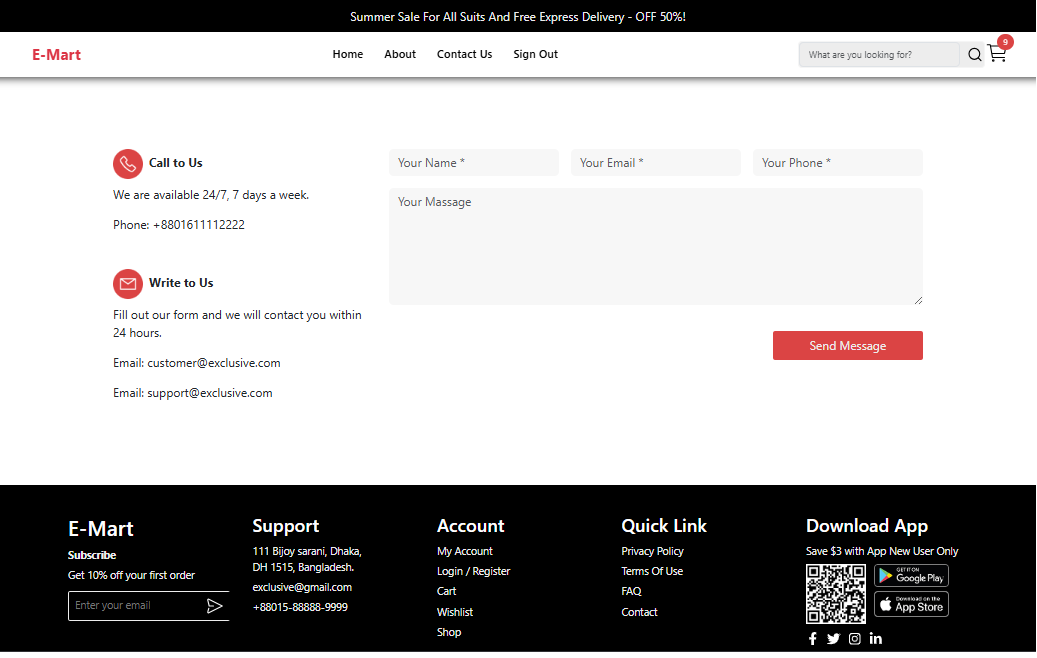 Summer Sale For All Suits And Free Express Delivery - OFF 50%!
E-Mart
Home About Contact Us Sign Out
What are you looking for?
9
Call to Us
We are available 24/7, 7 days a week.
Phone: +8801611112222
Write to Us
Fill out our form and we will contact you within
24 hours.
Email: customer@exclusive.com
Email: support@exclusive.com
Your Name *
Your Email *
Your Phone *
Your Massage
Send Message
E-Mart
Subscribe
Get 10% off your first order
Enter your email
Support
111 Bijoy sarani, Dhaka,
DH 1515, Bangladesh.
exclusive@gmail.com
+88015-88888-9999
Account
My Account
Login / Register
Cart
Wishlist
Shop
Quick Link
Privacy Policy
Terms Of Use
FAQ
Contact
Download App
Save $3 with App New User Only
GET IT ON
Google Play
Download on the
App Store